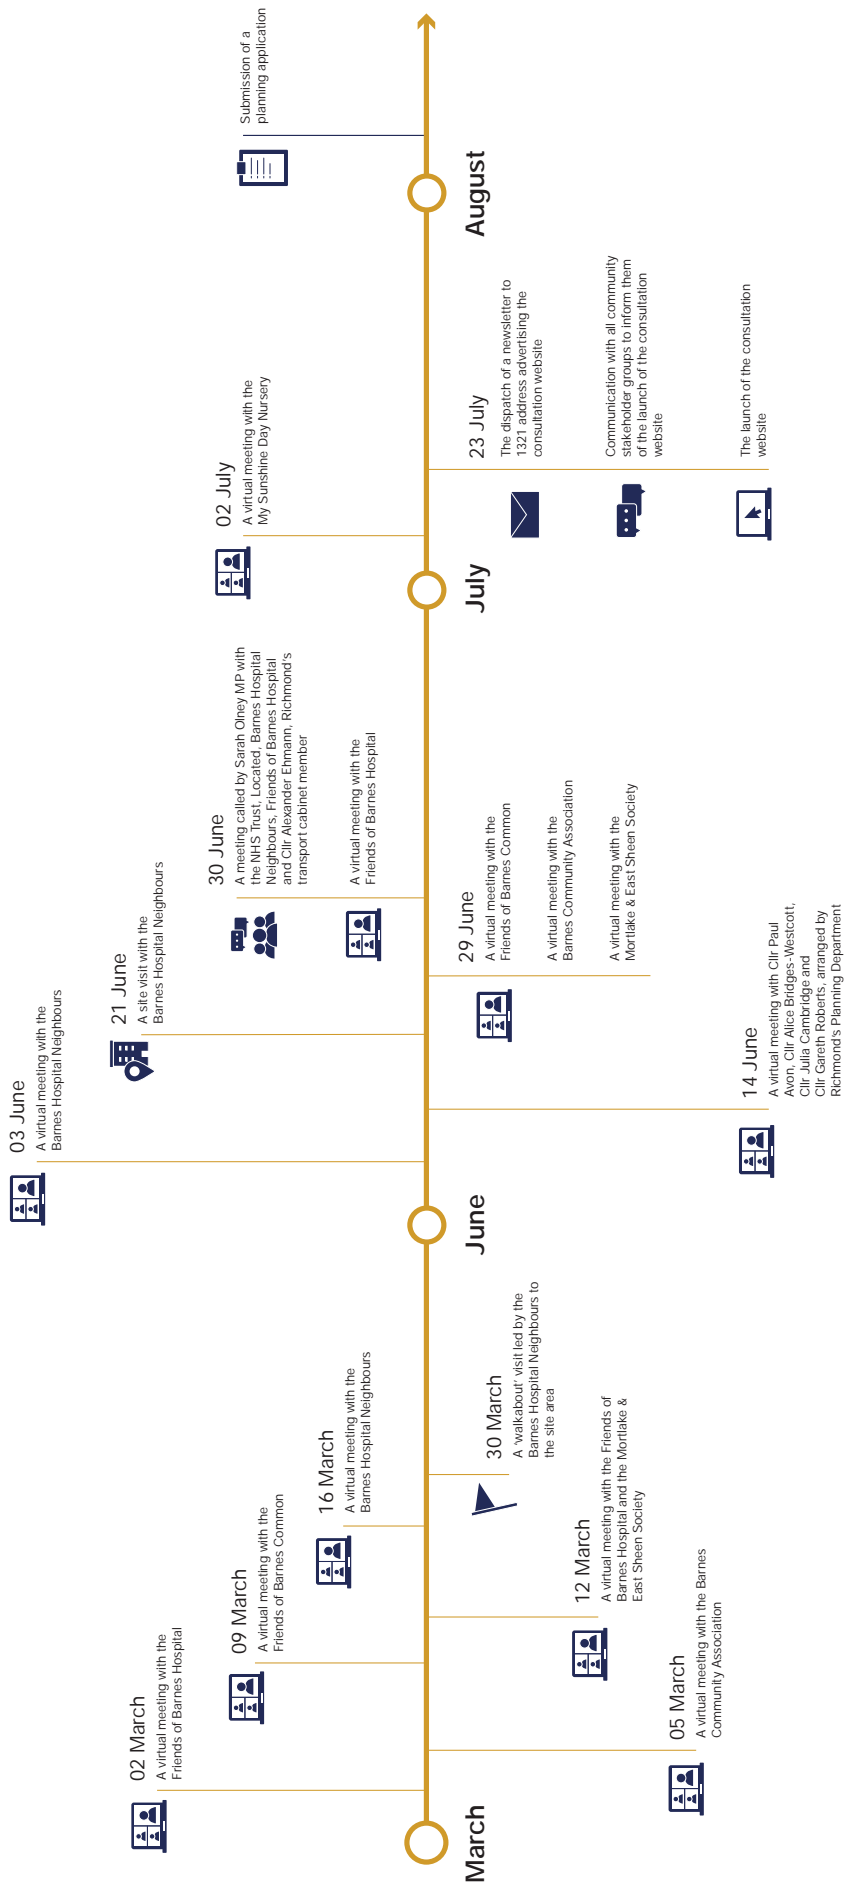 March
02 March
A virtual meeting with the
Friends of Barnes Hospital
05 March
A virtual meeting with the Barnes
Community Association
09 March
A virtual meeting with the
Friends of Barnes Common
12 March
A virtual meeting with the Friends of
Barnes Hospital and the Mortlake &
East Sheen Society
16 March
A virtual meeting with the
Barnes Hospital Neighbours
30 March
A ‘walkabout’ visit led by the
Barnes Hospital Neighbours to
the site area
June
03 June
A virtual meeting with the
Barnes Hospital Neighbours
14 June
A virtual meeting with Cllr Paul
Avon, Cllr Alice Bridges-Westcott,
Cllr Julia Cambridge and
Cllr Gareth Roberts, arranged by
Richmond's Planning Department
21 June
A site visit with the
Barnes Hospital Neighbours
29 June
A virtual meeting with the
Friends of Barnes Common
A virtual meeting with the
Barnes Community Association
A virtual meeting with the
Mortlake & East Sheen Society
30 June
A meeting called by Sarah Olney MP with
the NHS Trust, Located, Barnes Hospital
Neighbours, Friends of Barnes Hospital
and Cllr Alexander Ehmann, Richmond's
transport cabinet member
A virtual meeting with the
Friends of Barnes Hospital
July
02 July
A virtual meeting with the
My Sunshine Day Nursery
23 July
The dispatch of a newsletter to
1321 address advertising the
consultation website
Communication with all community
stakeholder groups to inform them
of the launch of the consultation
website
The launch of the consultation
website
August
Submission of a
planning application